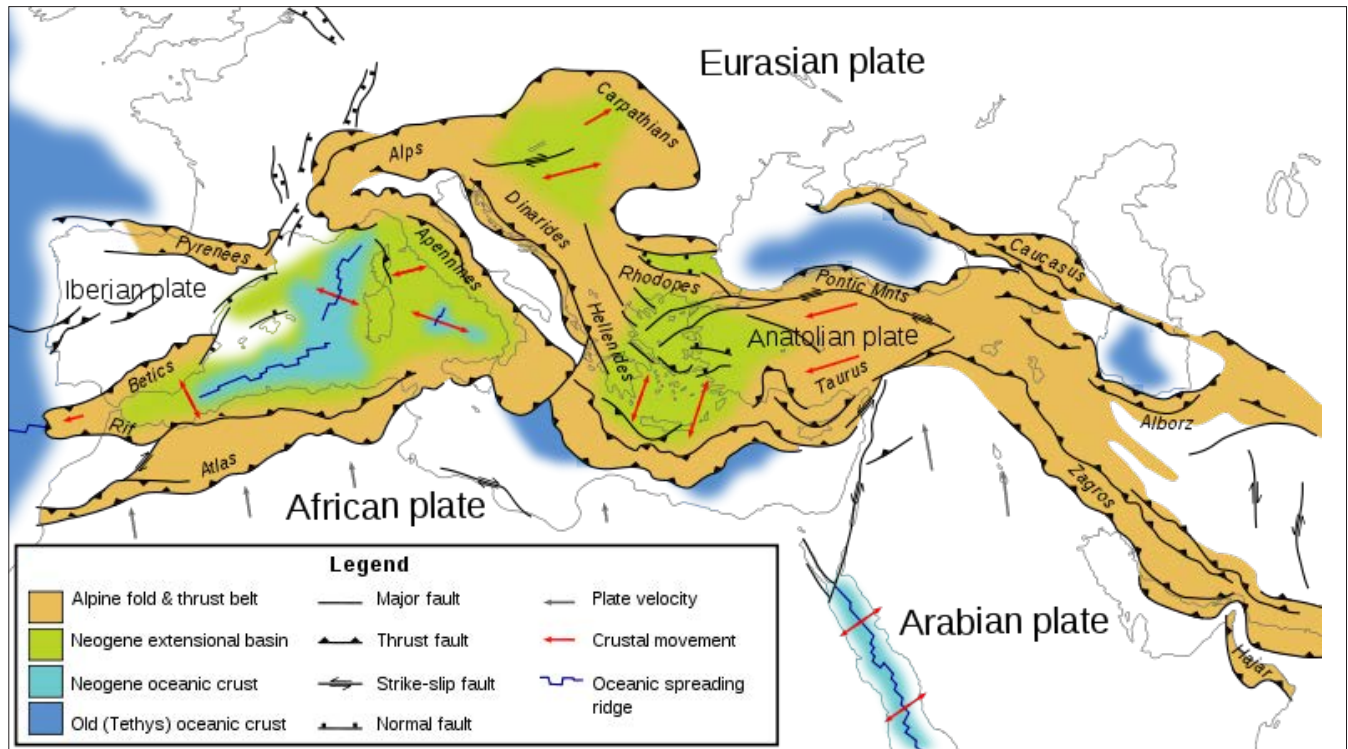 Eurasian plate
Carpathians
Alps
Dinarides
Pyrenees
Apennines
Caucasus
Iberian plate
Rhodopes
Pontic Mnts
Hellenides
Anatolian plate
Betics
Taurus
Rif
Alborz
Atlas
Zagros
African plate
Arabian plate
Hajar
Legend
Alpine fold & thrust belt
Major fault
Plate velocity
Neogene extensional basin
Thrust fault
Crustal movement
Neogene oceanic crust
Strike-slip fault
Oceanic spreading
ridge
Old (Tethys) oceanic crust
Normal fault